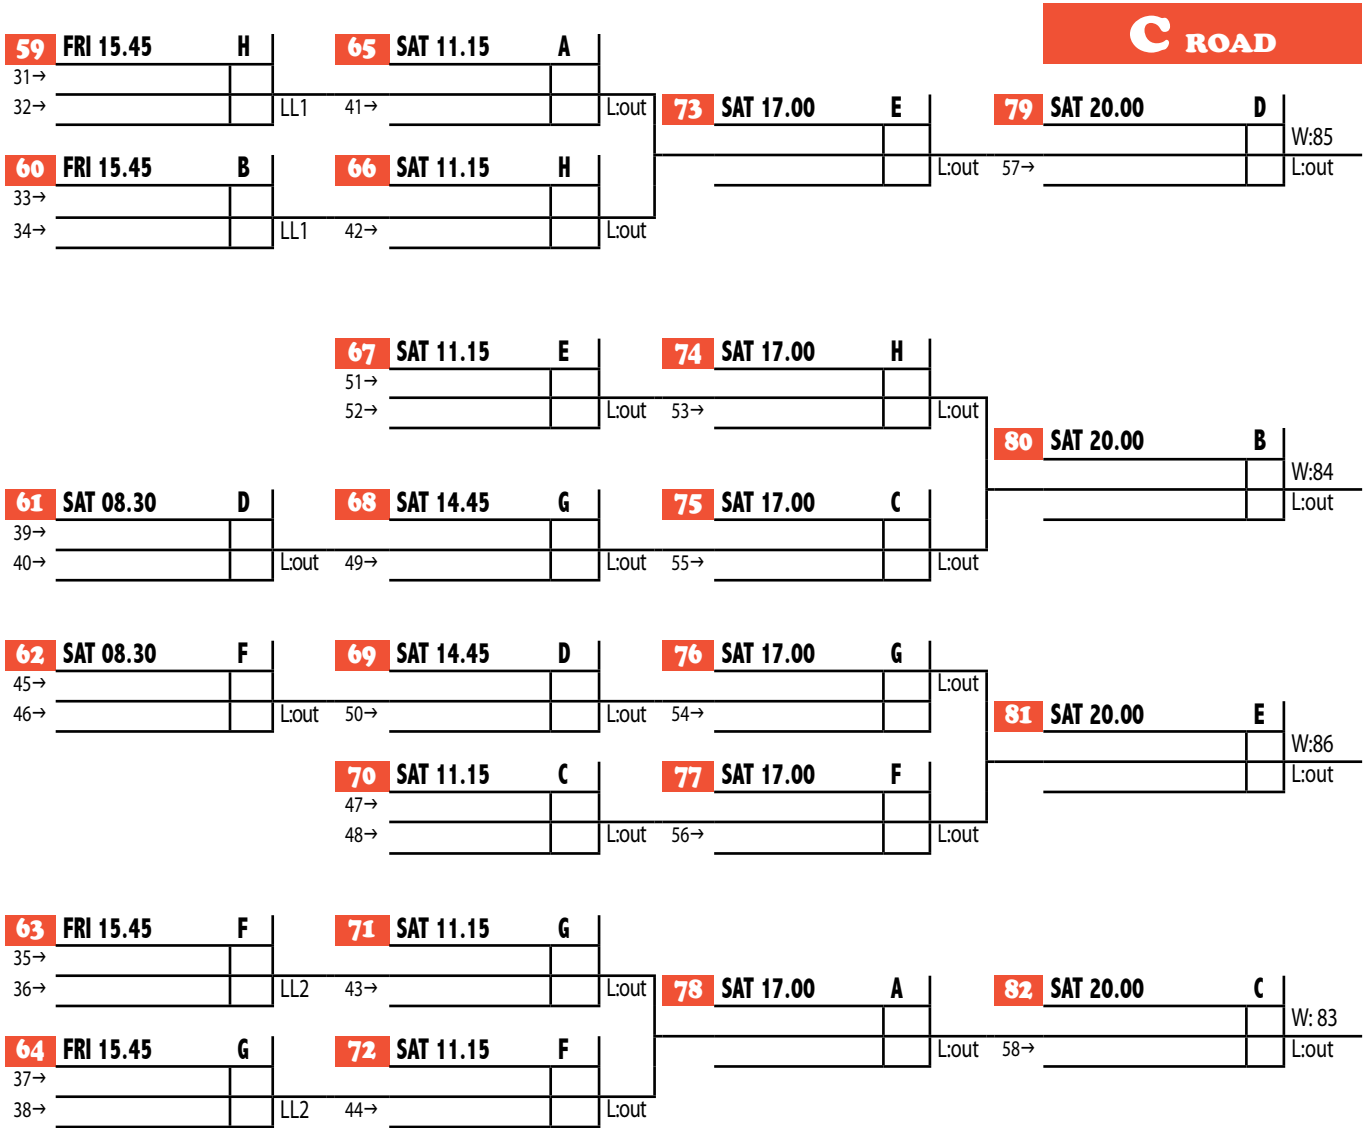 C ROAD
59 FRI 15.45 H
31→
32→ LL1
60 FRI 15.45 B
33→
34→ LL1
65 SAT 11.15 A
41→ L:out
66 SAT 11.15 H
42→ L:out
73 SAT 17.00 E
L:out
79 SAT 20.00 D
W:85
57→ L:out
67 SAT 11.15 E
51→
52→ L:out
74 SAT 17.00 H
53→ L:out
80 SAT 20.00 B
W:84
L:out
61 SAT 08.30 D
39→
40→ L:out
68 SAT 14.45 G
49→ L:out
75 SAT 17.00 C
55→ L:out
62 SAT 08.30 F
45→
46→ L:out
69 SAT 14.45 D
50→ L:out
76 SAT 17.00 G
L:out
54→
81 SAT 20.00 E
W:86
L:out
70 SAT 11.15 C
47→
48→ L:out
77 SAT 17.00 F
56→ L:out
63 FRI 15.45 F
35→
36→ LL2
71 SAT 11.15 G
43→ L:out
78 SAT 17.00 A
L:out
82 SAT 20.00 C
W: 83
58→ L:out
64 FRI 15.45 G
37→
38→ LL2
72 SAT 11.15 F
44→ L:out